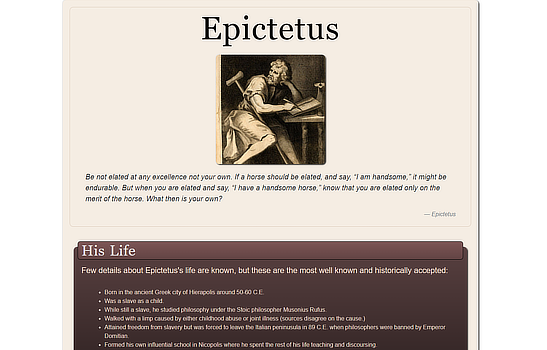 Epictetus
Be not elated at any excellence not your own. If a horse should be elated, and say, “I am handsome,” it might be
endurable. But when you are elated and say, “I have a handsome horse,” know that you are elated only on the
merit of the horse. What then is your own?
— Epictetus
His Life
Few details about Epictetus's life are known, but these are the most well known and historically accepted:
Born in the ancient Greek city of Hierapolis around 50-60 C.E.
Was a slave as a child.
While still a slave, he studied philosophy under the Stoic philosopher Musonius Rufus.
Walked with a limp caused by either childhood abuse or joint illness (sources disagree on the cause.)
Attained freedom from slavery but was forced to leave the Italian peninusula in 89 C.E. when philosophers were banned by Emperor
Domitian.
Formed his own influential school in Nicopolis where he spent the rest of his life teaching and discoursing.